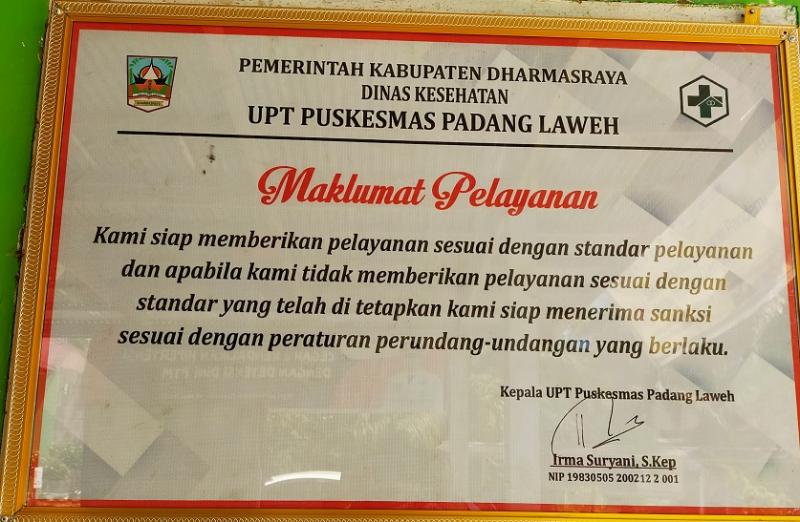 PEMERINTAH KABUPATEN DHARMASRAYA
DINAS KESEHATAN
UPT PUSKESMAS PADANG LAWEH
Maklumat Pelayanan
Kami siap memberikan pelayanan sesuai dengan standar pelayanan
dan apabila kami tidak memberikan pelayanan sesuai dengan
standar yang telah di tetapkan kami siap menerima sanksi
sesuai dengan peraturan perundang-undangan yang berlaku.
Kepala UPT Puskesmas Padang Laweh
Irma Suryani, S.Kep
NIP 19830505 200212 2 001